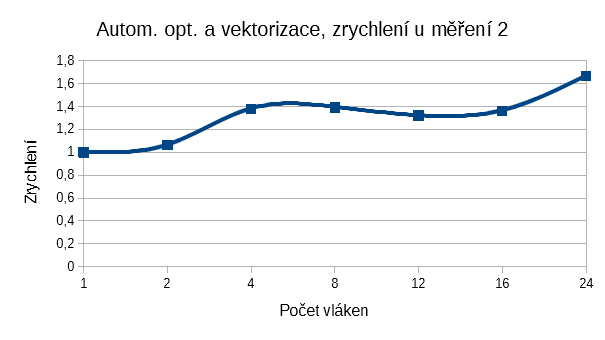 Autom. opt. a vektorizace, zrychlení u měření 2
1,8
1,6
1,4
1,2
1
0,8
0,6
0,4
0,2
0
Zrychlení
1 2 4 8 12 16 24
Počet vláken